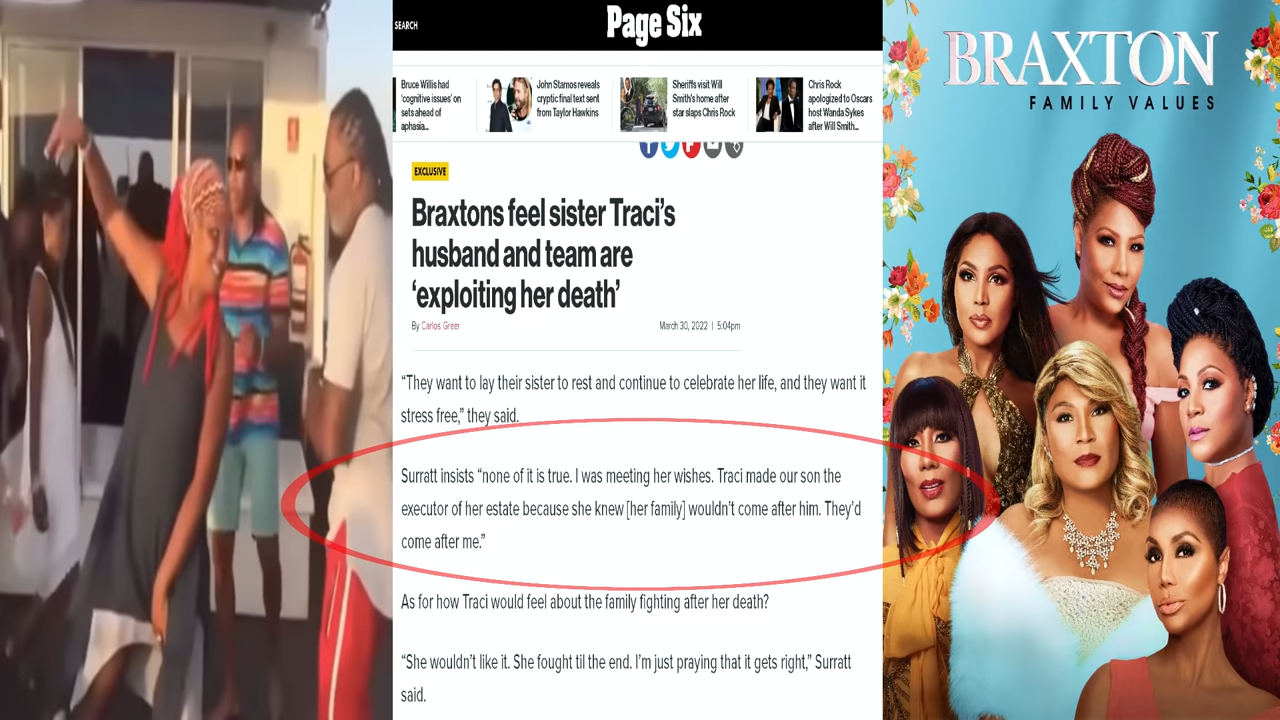 SEARCH
Page Six
Bruce Willis had
'cognitive issues' on
sets ahead of
aphasia...
John Stamos reveals
cryptic final text sent
from Taylor Hawkins
Sheriffs visit Will
Smith's home after
star slaps Chris Rock
Chris Rock
apologized to Oscars
host Wanda Sykes
after Will Smith...
EXCLUSIVE
Braxtons feel sister Traci's
husband and team are
'exploiting her death'
By Carlos Greer
March 30, 2022 | 5:04pm
“They want to lay their sister to rest and continue to celebrate her life, and they want it
stress free,” they said.
Surratt insists “none of it is true. I was meeting her wishes. Traci made our son the
executor of her estate because she knew [her family] wouldn't come after him. They'd
come after me.”
As for how Traci would feel about the family fighting after her death?
“She wouldn't like it. She fought til the end. I'm just praying that it gets right,” Surratt
said.
BRAXTON
FAMILY VALUES